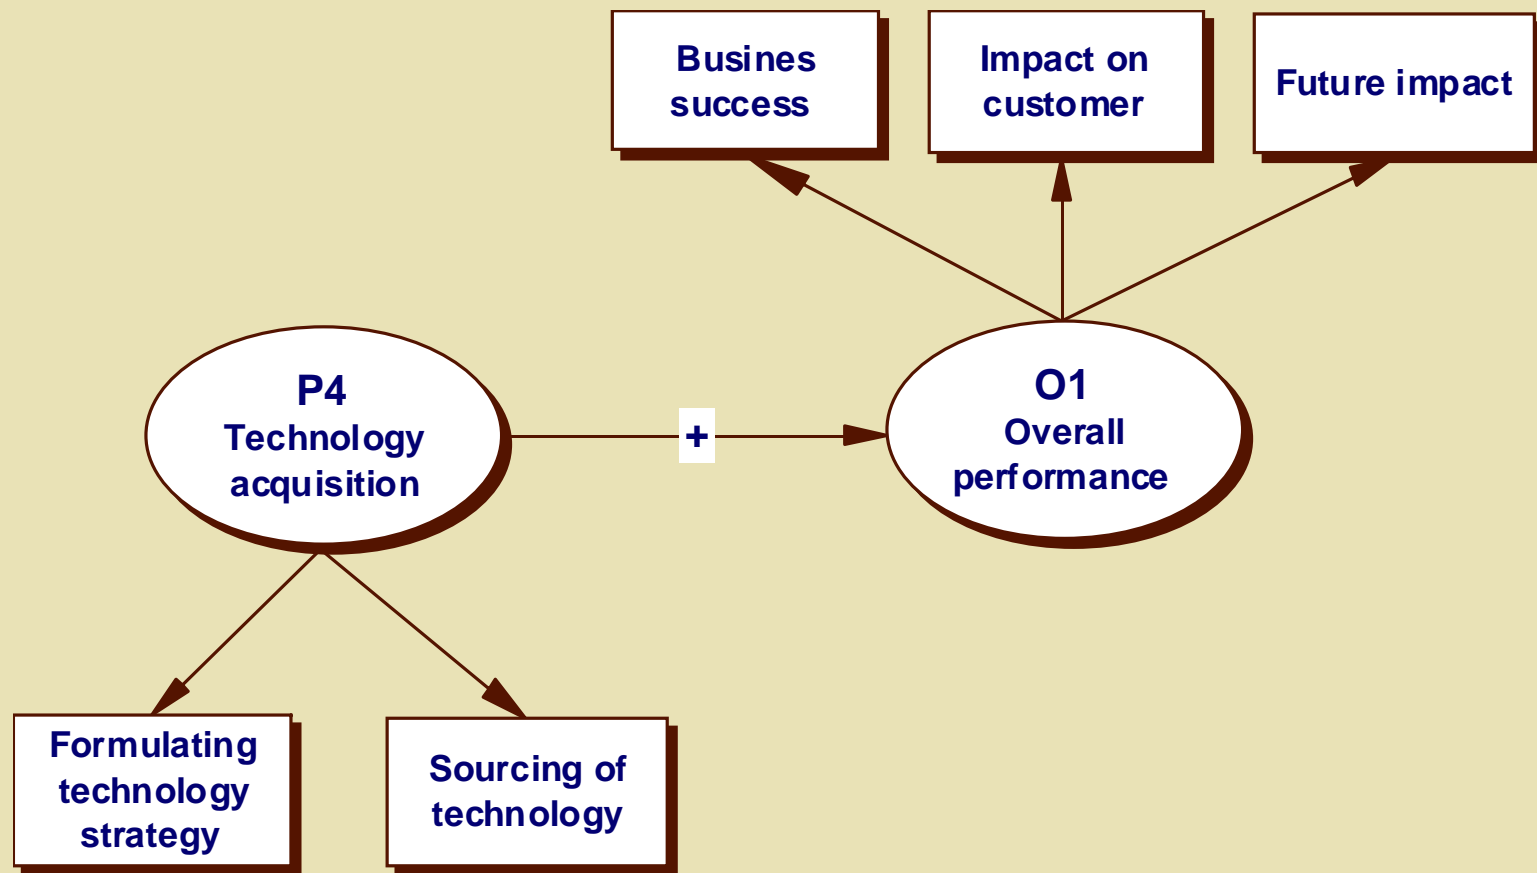 Busines
success
Impact on
customer
Future impact
P4
Technology
acquisition
+
O1
Overall
performance
Formulating
technology
strategy
Sourcing of
technology